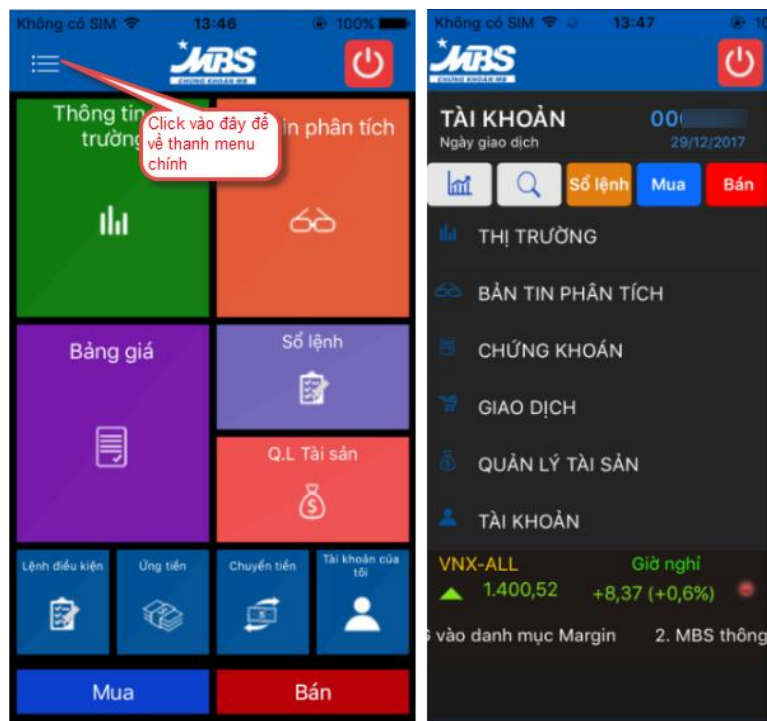 Không có SIM 13:46 100%
MBS
CHỨNG KHOÁN MB
Thông tin
trường
in phân tích
Click vào đây để
về thanh menu
chính
Bảng giá
Sổ lệnh
Q.L Tài sản
Lệnh điều kiện
Ứng tiền
Chuyển tiền
Tài khoản của
tôi
Mua
Bán
Không có SIM 13:47
MBS
CHỨNG KHOÁN MB
TÀI KHOẢN 00
Ngày giao dịch 29/12/2017
Sổ lệnh Mua Bán
THỊ TRƯỜNG
BẢN TIN PHÂN TÍCH
CHỨNG KHOÁN
GIAO DỊCH
QUẢN LÝ TÀI SẢN
TÀI KHOẢN
VNX-ALL Giờ nghỉ
1.400,52 +8,37 (+0,6%)
vào danh mục Margin 2. MBS thông